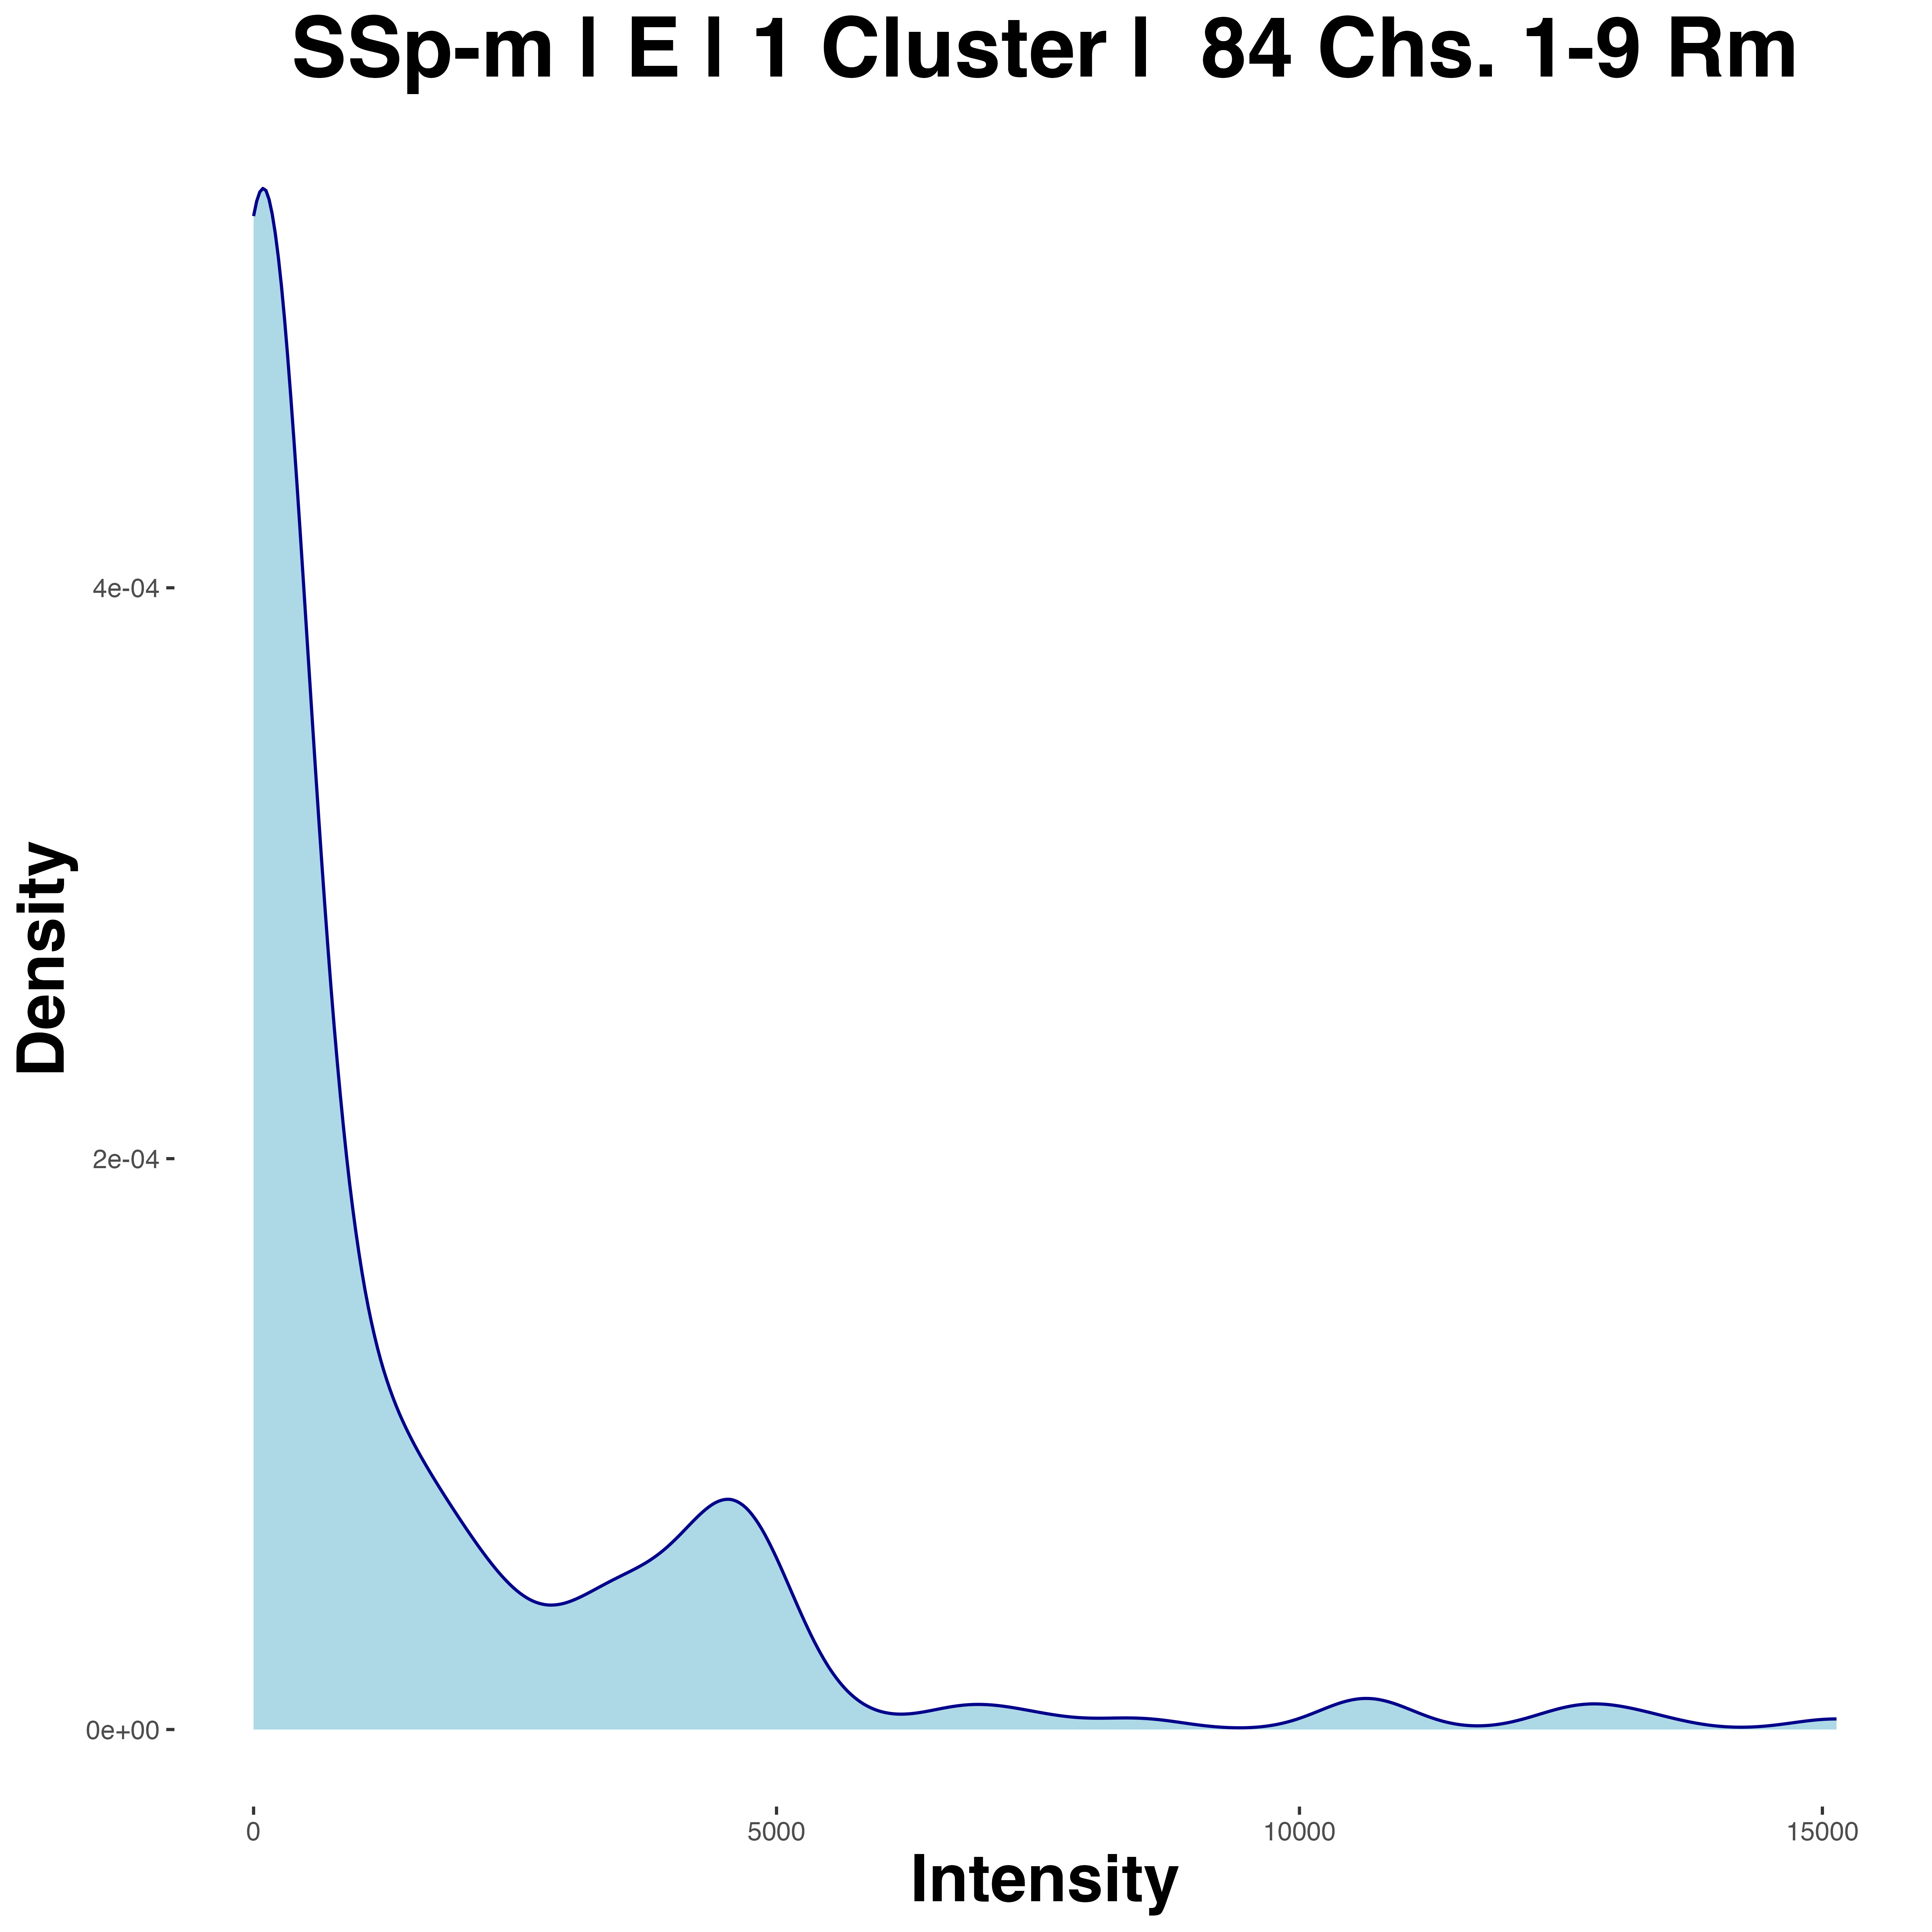 SSp-m | E | 1 Cluster |  84 Chs. 1-9 Rm
4e-04
2e-04
0e+00
Density
0 5000 10000 15000
Intensity